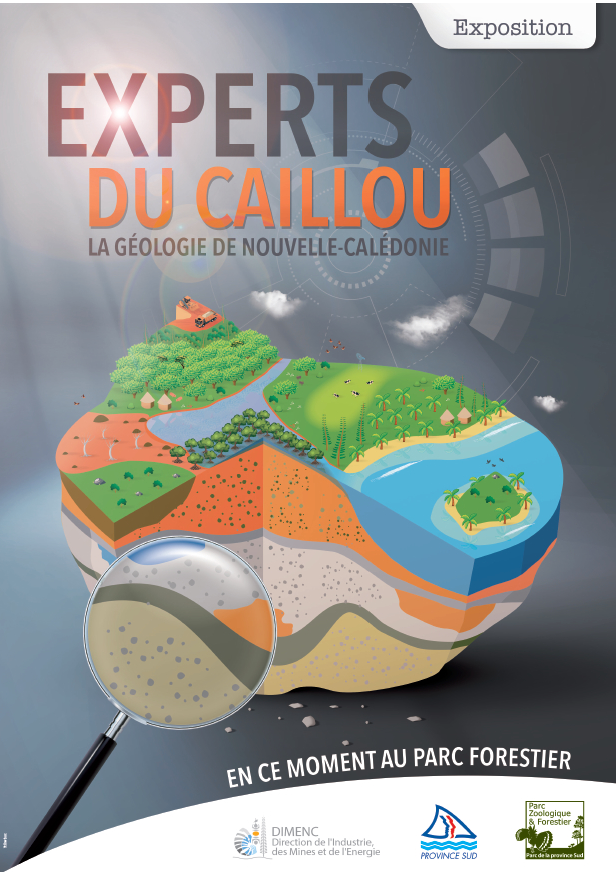 Exposition
EXPERTS
DU CAILLOU
LA GÉOLOGIE DE NOUVELLE-CALÉDONIE
EN CE MOMENT AU PARC FORESTIER
DIMENC
Direction de l'Industrie,
des Mines et de l'Energie
PROVINCE SUD
Parc
Zoologique
& Forestier
Parc de la province Sud